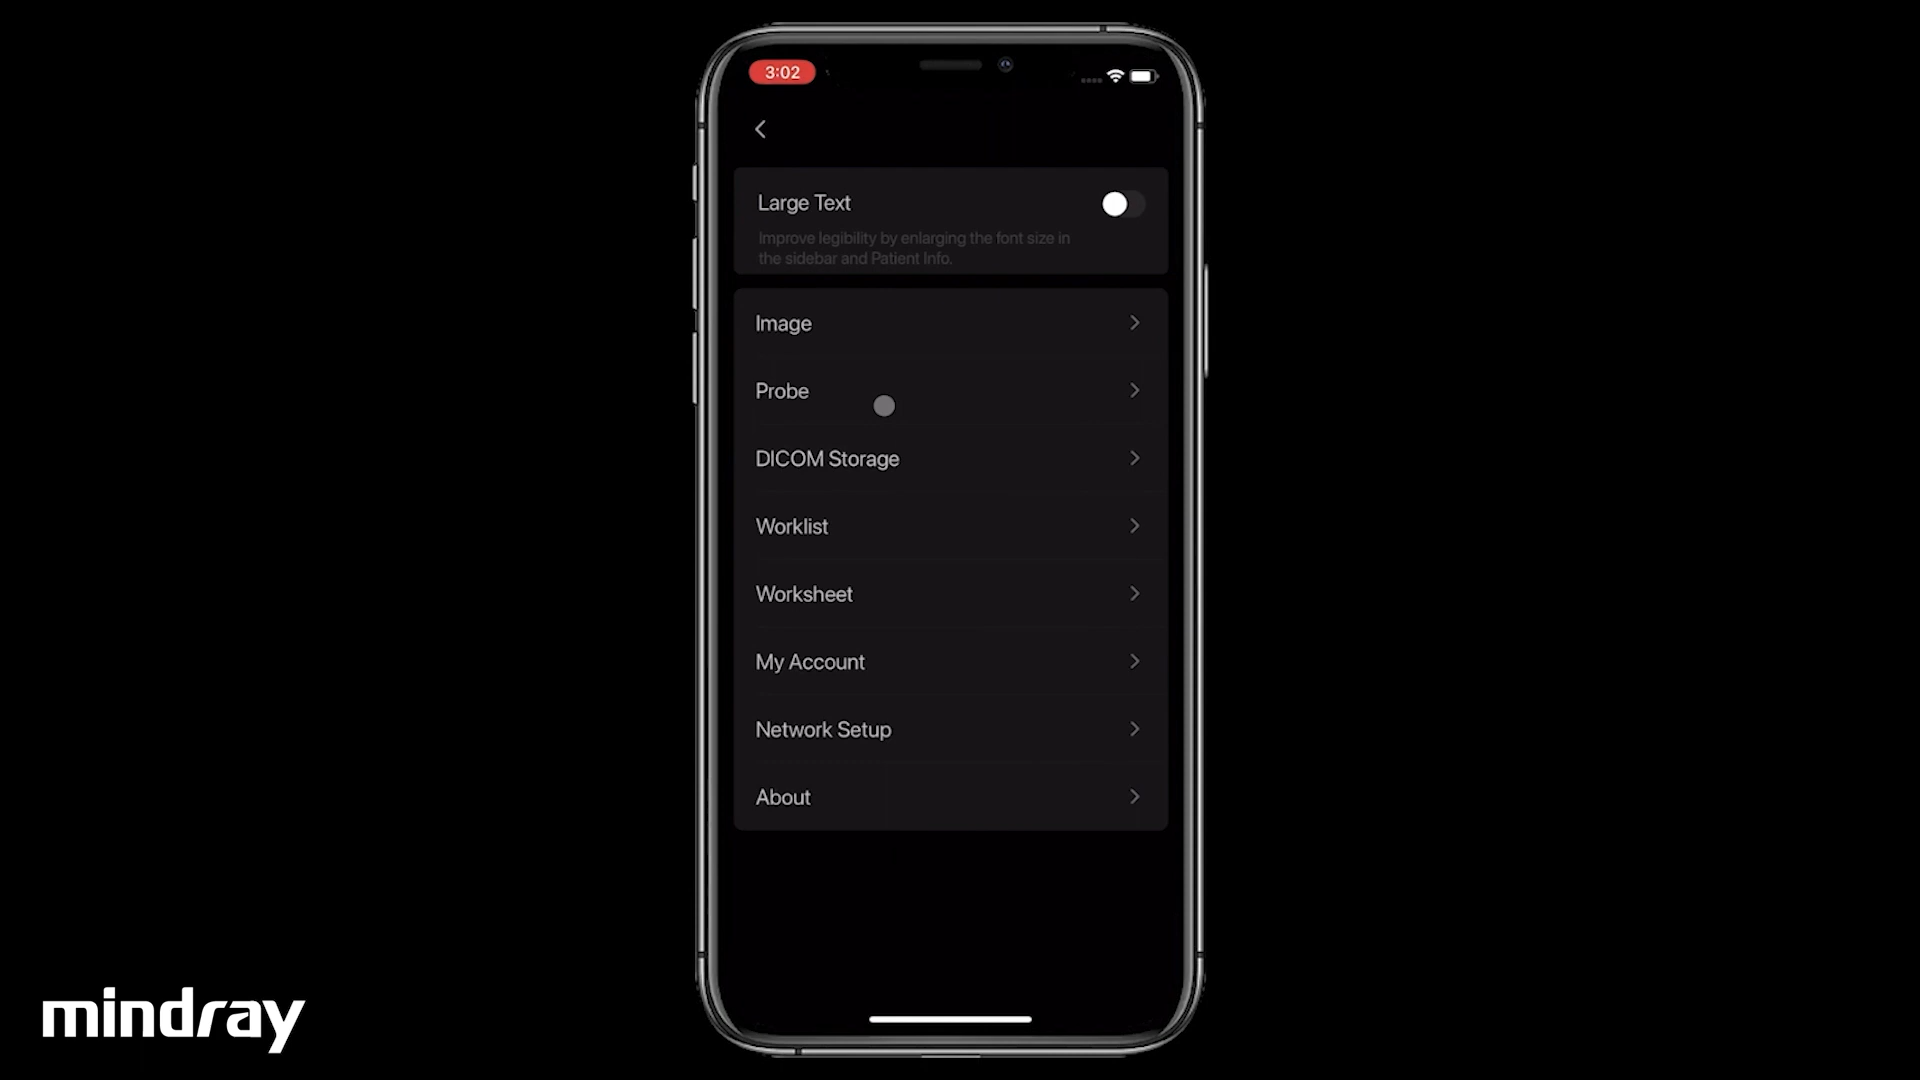 3:02
Large Text
Improve legibility by enlarging the font size in
the sidebar and Patient Info.
Image
Probe
DICOM Storage
Worklist
Worksheet
My Account
Network Setup
About
mindray